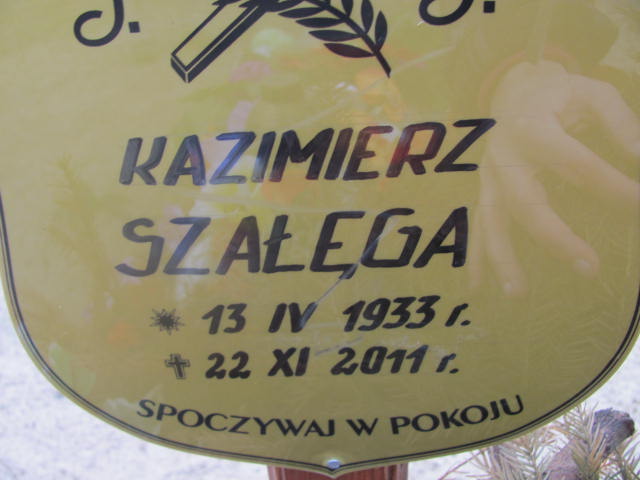 KAZIMIERZ
SZAŁĘGA
13 IV 1933 r.
22 XI 2011 r.
SPOCZYWAJ W POKOJU